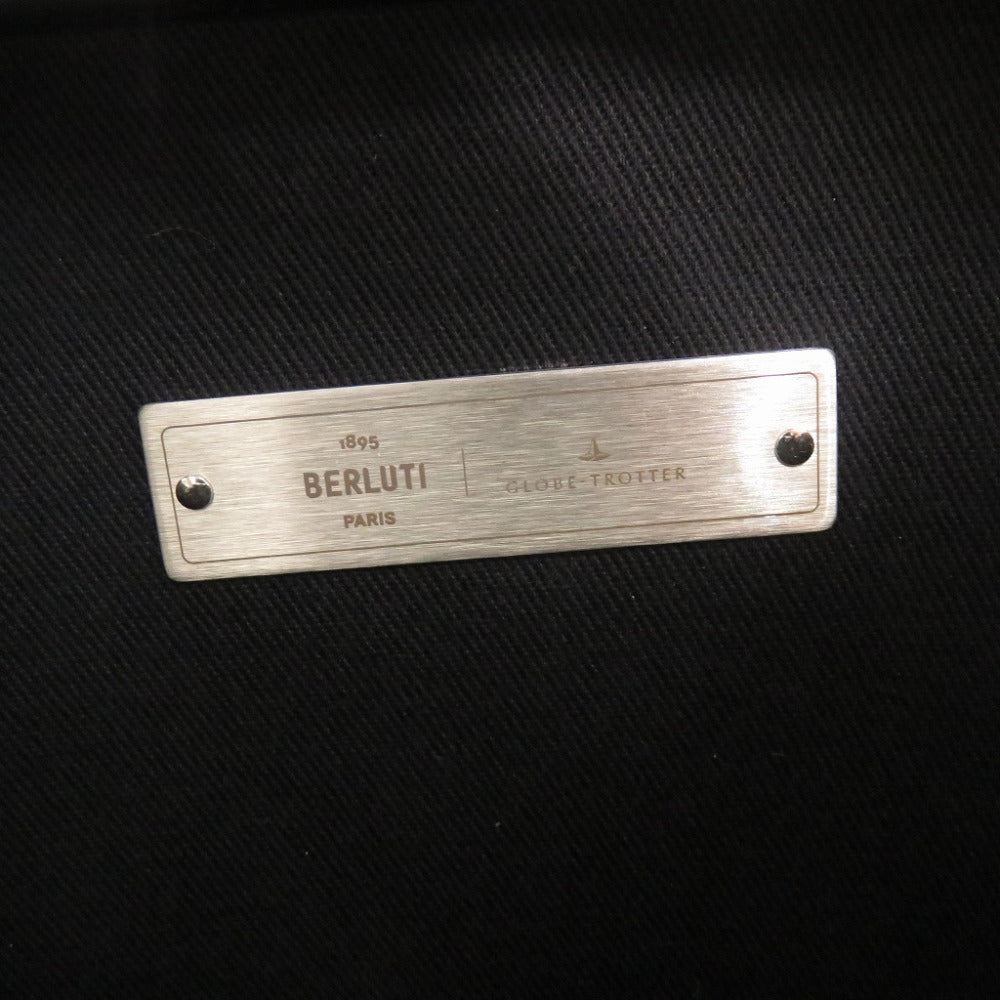 1895
BERLUTI
PARIS
GLOBE-TROTTER